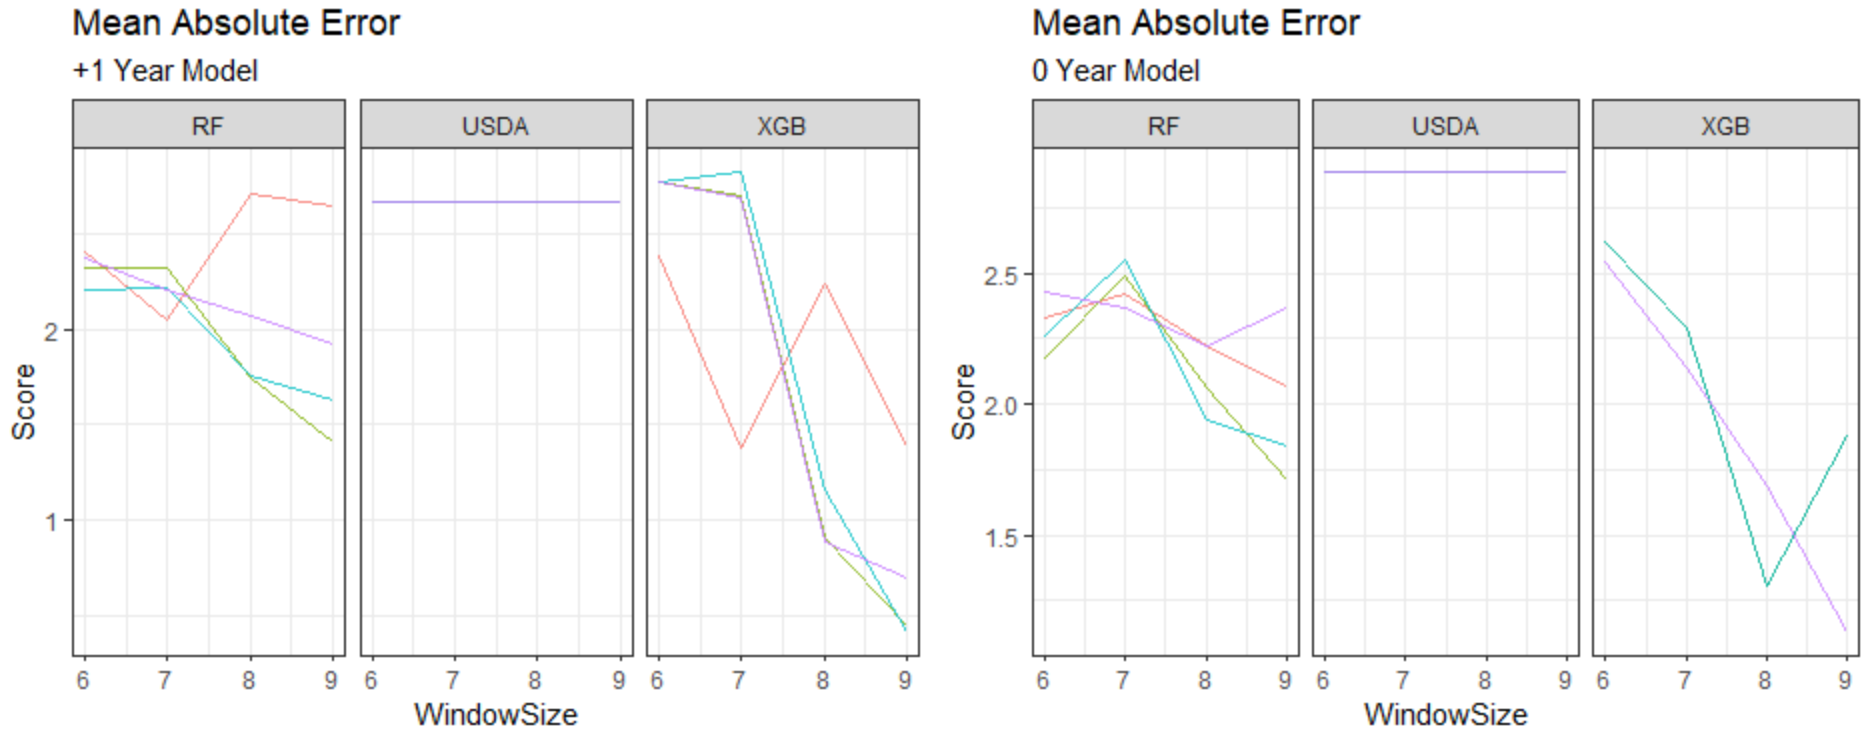 Mean Absolute Error
+1 Year Model
RF USDA XGB
2
1
Score
6 7 8 9 6 7 8 9 6 7 8 9
WindowSize
Mean Absolute Error
0 Year Model
RF USDA XGB
2.5
2.0
1.5
Score
6 7 8 9 6 7 8 9 6 7 8 9
WindowSize